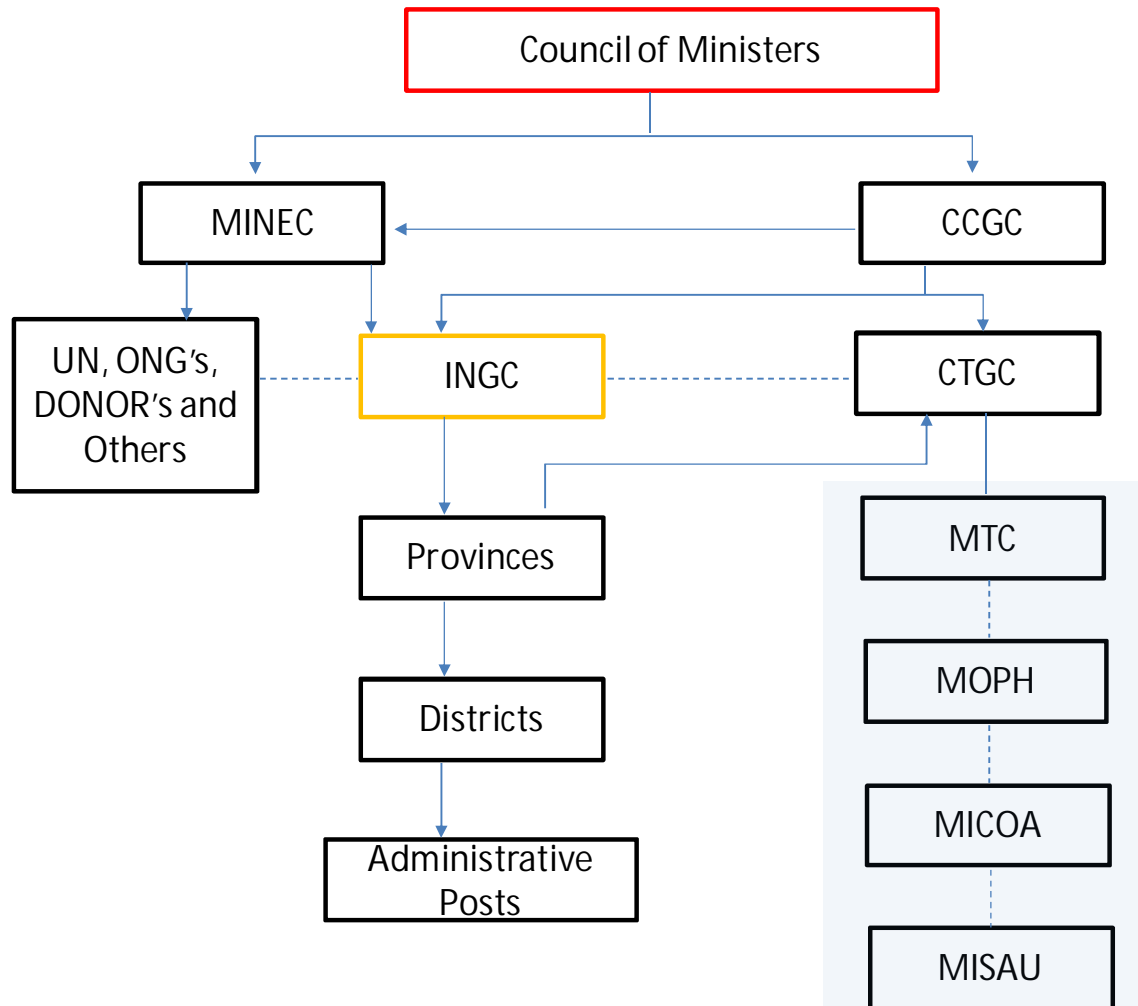 Council of Ministers
MINEC
CCGC
UN, ONG's,
DONOR's and
Others
INGC
CTGC
Provinces
MTC
Districts
MOPH
Administrative
Posts
MICOA
MISAU